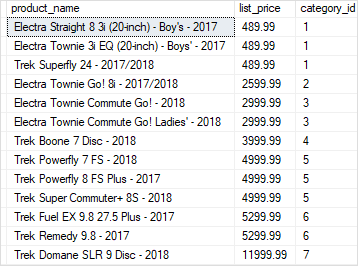 product_name list_price category_id
Electra Straight 8 3i (20-inch) - Boy's - 2017 489.99 1
Electra Townie 3i EQ (20-inch) - Boys' - 2017 489.99 1
Trek Superfly 24 - 2017/2018 489.99 1
Electra Townie Go! 8i - 2017/2018 2599.99 2
Electra Townie Commute Go! - 2018 2999.99 3
Electra Townie Commute Go! Ladies' - 2018 2999.99 3
Trek Boone 7 Disc - 2018 3999.99 4
Trek Powerfly 7 FS - 2018 4999.99 5
Trek Powerfly 8 FS Plus - 2017 4999.99 5
Trek Super Commuter+ 8S - 2018 4999.99 5
Trek Fuel EX 9.8 27.5 Plus - 2017 5299.99 6
Trek Remedy 9.8 - 2017 5299.99 6
Trek Domane SLR 9 Disc - 2018 11999.99 7